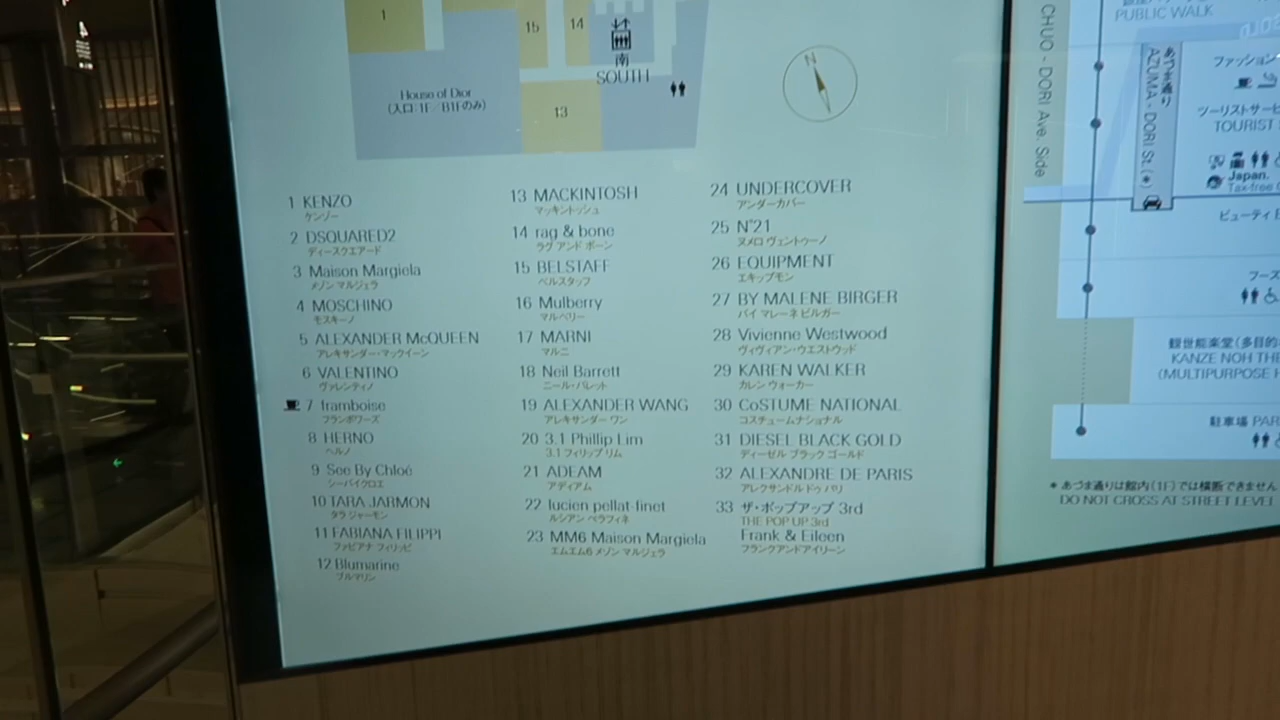 1
15
14
南
SOUTH
House of Dior
(入口:1F／B1Fのみ)
13
N
1 KENZO
ケンゾー
2 DSQUARED2
ディースクエアード
3 Maison Margiela
メゾン マルジェラ
4 MOSCHINO
モスキーノ
5 ALEXANDER McQUEEN
アレキサンダー・マックイーン
6 VALENTINO
ヴァレンティノ
7 framboise
フランボワーズ
8 HERNO
ヘルノ
9 See By Chloé
シーバイクロエ
10 TARA JARMON
タラ ジャーモン
11 FABIANA FILIPPI
ファビアナ フィリッピ
12 Blumarine
ブルマリン
13 MACKINTOSH
マッキントッシュ
14 rag & bone
ラグ アンド ボーン
15 BELSTAFF
ベルスタッフ
16 Mulberry
マルベリー
17 MARNI
マルニ
18 Neil Barrett
ニール・バレット
19 ALEXANDER WANG
アレキサンダー ワン
20 3.1 Phillip Lim
3.1 フィリップ リム
21 ADEAM
アディアム
22 lucien pellat-finet
ルシアン ペラフィネ
23 MM6 Maison Margiela
エムエム6 メゾン マルジェラ
24 UNDERCOVER
アンダーカバー
25 N°21
ヌメロ ヴェントゥーノ
26 EQUIPMENT
エキップモン
27 BY MALENE BIRGER
バイ マレーネ ビルガー
28 Vivienne Westwood
ヴィヴィアン・ウエストウッド
29 KAREN WALKER
カレン ウォーカー
30 CoSTUME NATIONAL
コスチュームナショナル
31 DIESEL BLACK GOLD
ディーゼル ブラック ゴールド
32 ALEXANDRE DE PARIS
アレクサンドル ドゥ パリ
33 ザ・ポップアップ 3rd
THE POP UP 3rd
Frank & Eileen
フランクアンドアイリーン
CHUO - DORI Ave. Side
PUBLIC WALK
あづま通り
AZUMA - DORI St.(*)
ファッション
ツーリストサービ
TOURIST
Japan.
Tax-free
ビューティ
フーズ
観世能楽堂(多目的
KANZE NOH THE
(MULTIPURPOSE H
駐車場 PARKING
* あづま通りは館内(1F)では横断できません
DO NOT CROSS AT STREET LEVEL